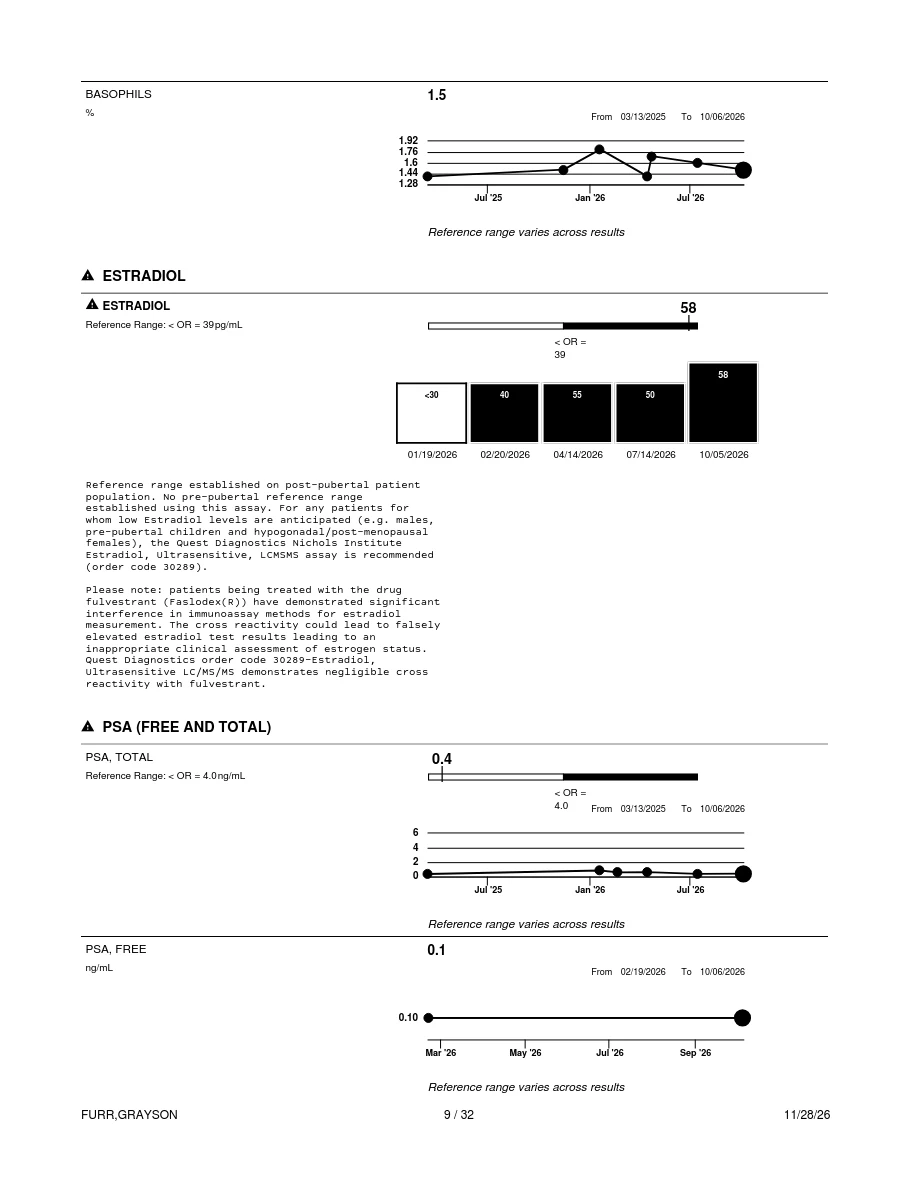 BASOPHILS
1.5
%
From 03/13/2025 To 10/06/2026
1.92
1.76
1.6
1.44
1.28
Jul '25 Jan '26 Jul '26
Reference range varies across results
ESTRADIOL
ESTRADIOL
58
Reference Range: < OR = 39pg/mL
< OR =
39
<30 40 55 50 58
01/19/2026 02/20/2026 04/14/2026 07/14/2026 10/05/2026
Reference range established on post-pubertal patient
population. No pre-pubertal reference range
established using this assay. For any patients for
whom low Estradiol levels are anticipated (e.g. males,
pre-pubertal children and hypogonadal/post-menopausal
females), the Quest Diagnostics Nichols Institute
Estradiol, Ultrasensitive, LCMSMS assay is recommended
(order code 30289).
Please note: patients being treated with the drug
fulvestrant (Faslodex(R)) have demonstrated significant
interference in immunoassay methods for estradiol
measurement. The cross reactivity could lead to falsely
elevated estradiol test results leading to an
inappropriate clinical assessment of estrogen status.
Quest Diagnostics order code 30289-Estradiol,
Ultrasensitive LC/MS/MS demonstrates negligible cross
reactivity with fulvestrant.
PSA (FREE AND TOTAL)
PSA, TOTAL
0.4
Reference Range: < OR = 4.0ng/mL
< OR =
4.0
From 03/13/2025 To 10/06/2026
6
4
2
0
Jul '25 Jan '26 Jul '26
Reference range varies across results
PSA, FREE
0.1
ng/mL
From 02/19/2026 To 10/06/2026
0.10
Mar '26 May '26 Jul '26 Sep '26
Reference range varies across results
FURR,GRAYSON 9 / 32 11/28/26